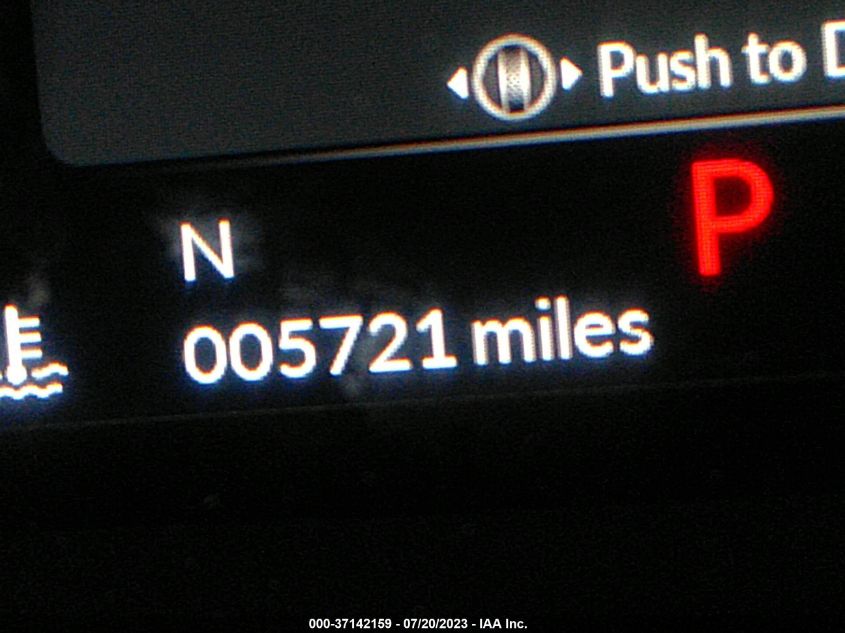 Push to
N
P
005721 miles
000-37142159 - 07/20/2023 - IAA Inc.